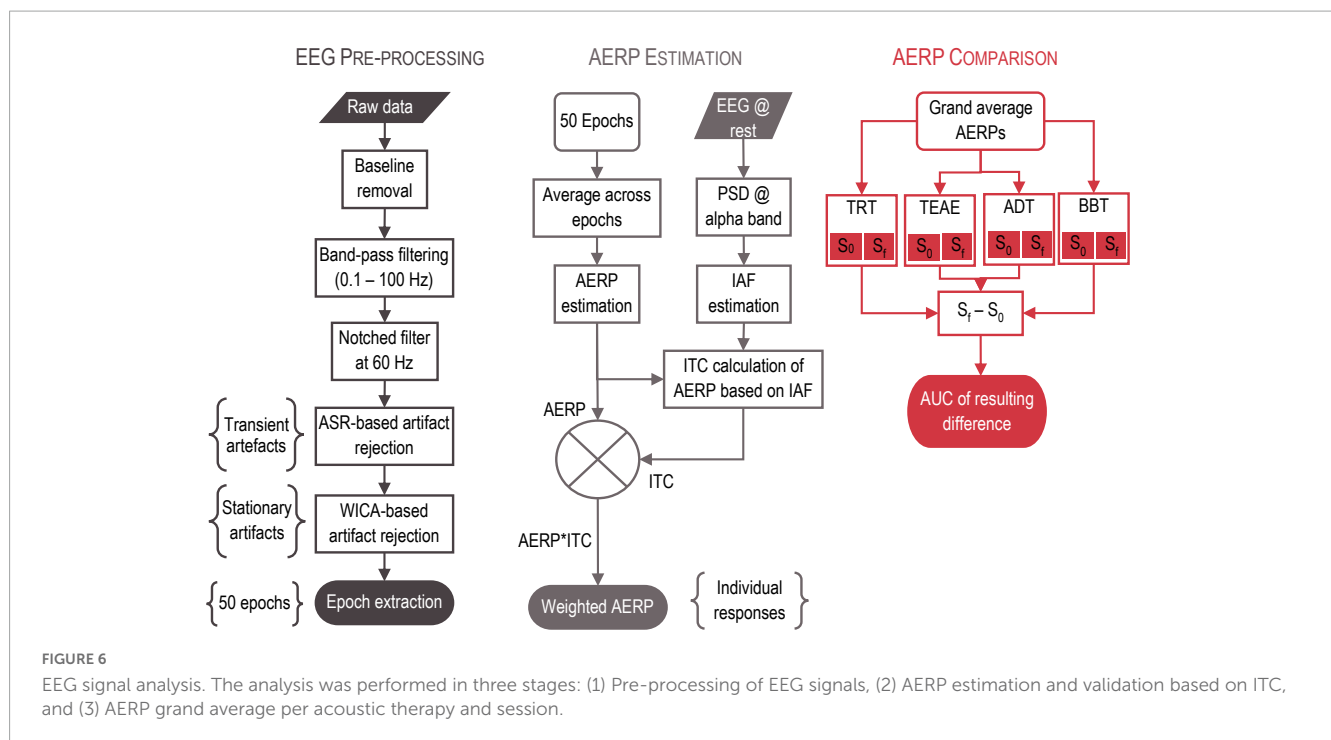 EEG PRE-PROCESSING
Raw data
Baseline
removal
Band-pass filtering
(0.1 – 100 Hz)
Notched filter
at 60 Hz
Transient
artefacts
ASR-based artifact
rejection
Stationary
artifacts
WICA-based
artifact rejection
50 epochs
Epoch extraction
AERP ESTIMATION
50 Epochs
Average across
epochs
AERP
estimation
EEG @
rest
PSD @
alpha band
IAF
estimation
ITC calculation of
AERP based on IAF
AERP
ITC
AERP*ITC
Weighted AERP
Individual
responses
AERP COMPARISON
Grand average
AERPs
TRT
S0 Sf
TEAE
S0 Sf
ADT
S0 Sf
BBT
S0 Sf
Sf – S0
AUC of resulting
difference
FIGURE 6
EEG signal analysis. The analysis was performed in three stages: (1) Pre-processing of EEG signals, (2) AERP estimation and validation based on ITC,
and (3) AERP grand average per acoustic therapy and session.